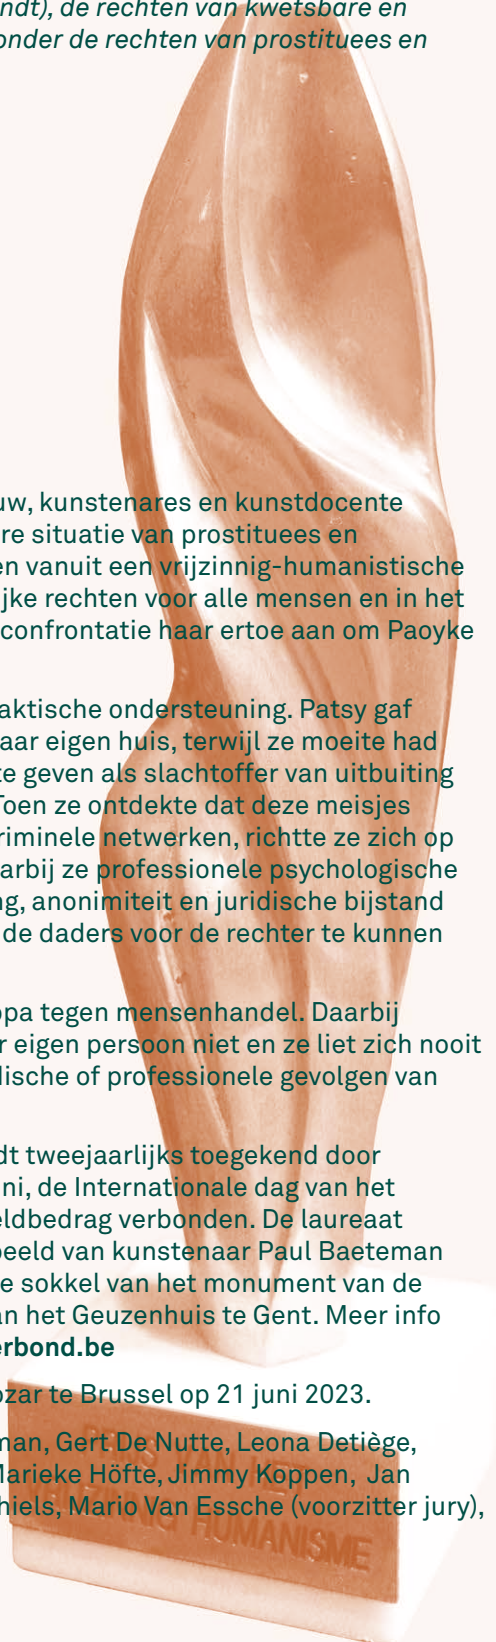 ndt), de rechten van kwetsbare en
onder de rechten van prostituees en
uw, kunstenares en kunstdocente
re situatie van prostituees en
en vanuit een vrijzinnig-humanistische
ijke rechten voor alle mensen en in het
confrontatie haar ertoe aan om Paoyke
aktische ondersteuning. Patsy gaf
aar eigen huis, terwijl ze moeite had
te geven als slachtoffer van uitbuiting
Toen ze ontdekte dat deze meisjes
riminele netwerken, richtte ze zich op
arbij ze professionele psychologische
ng, anonimiteit en juridische bijstand
de daders voor de rechter te kunnen
opa tegen mensenhandel. Daarbij
r eigen persoon niet en ze liet zich nooit
dische of professionele gevolgen van
dt tweejaarlijks toegekend door
ni, de Internationale dag van het
eldbedrag verbonden. De laureaat
beeld van kunstenaar Paul Baeteman
e sokkel van het monument van de
an het Geuzenhuis te Gent. Meer info
erbond.be
ozar te Brussel op 21 juni 2023.
man, Gert De Nutte, Leona Detiège,
Marieke Höfte, Jimmy Koppen, Jan
hiels, Mario Van Essche (voorzitter jury),
PRIJS VAN HET
VRIJZINNIG HUMANISME